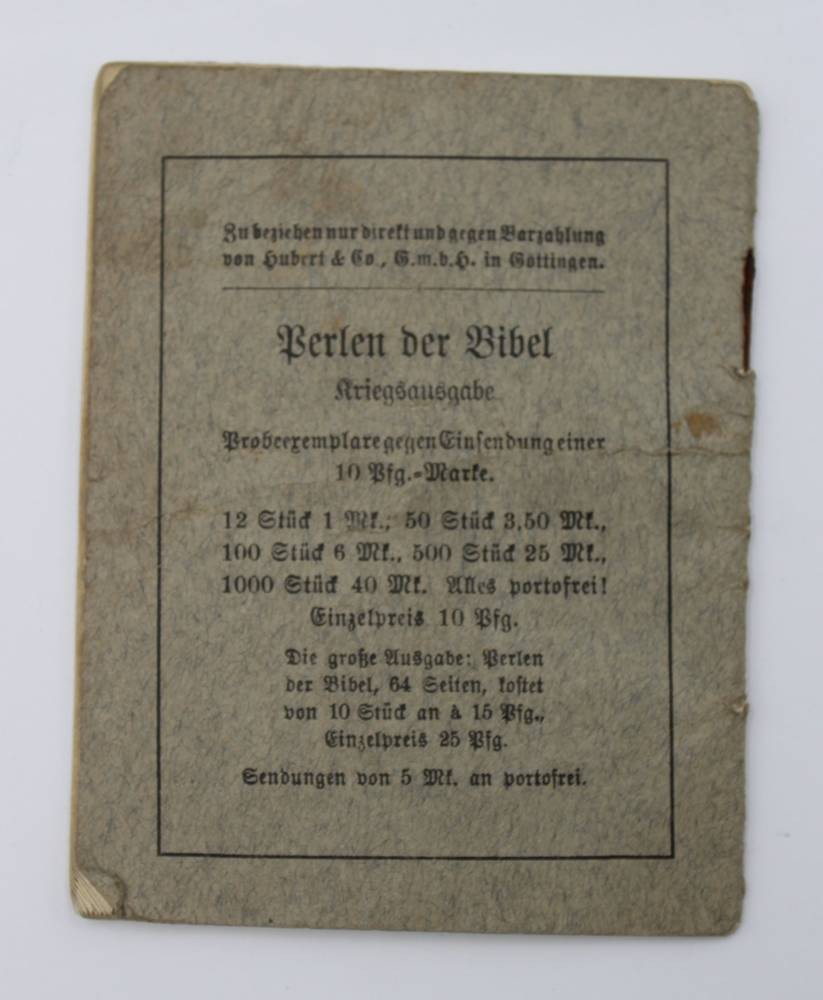 Zu beziehen nur direkt und gegen Barzahlung
von Hubert & Co., G.m.b.H. in Göttingen.
Perlen der Bibel
Kriegsausgabe
Probeexemplare gegen Einsendung einer
10 Pfg.-Marke.
12 Stück 1 Mk., 50 Stück 3,50 Mk.,
100 Stück 6 Mk., 500 Stück 25 Mk.,
1000 Stück 40 Mk. Alles portofrei!
Einzelpreis 10 Pfg.
Die große Ausgabe: Perlen
der Bibel, 64 Seiten, kostet
von 10 Stück an à 15 Pfg.,
Einzelpreis 25 Pfg.
Sendungen von 5 Mk. an portofrei.